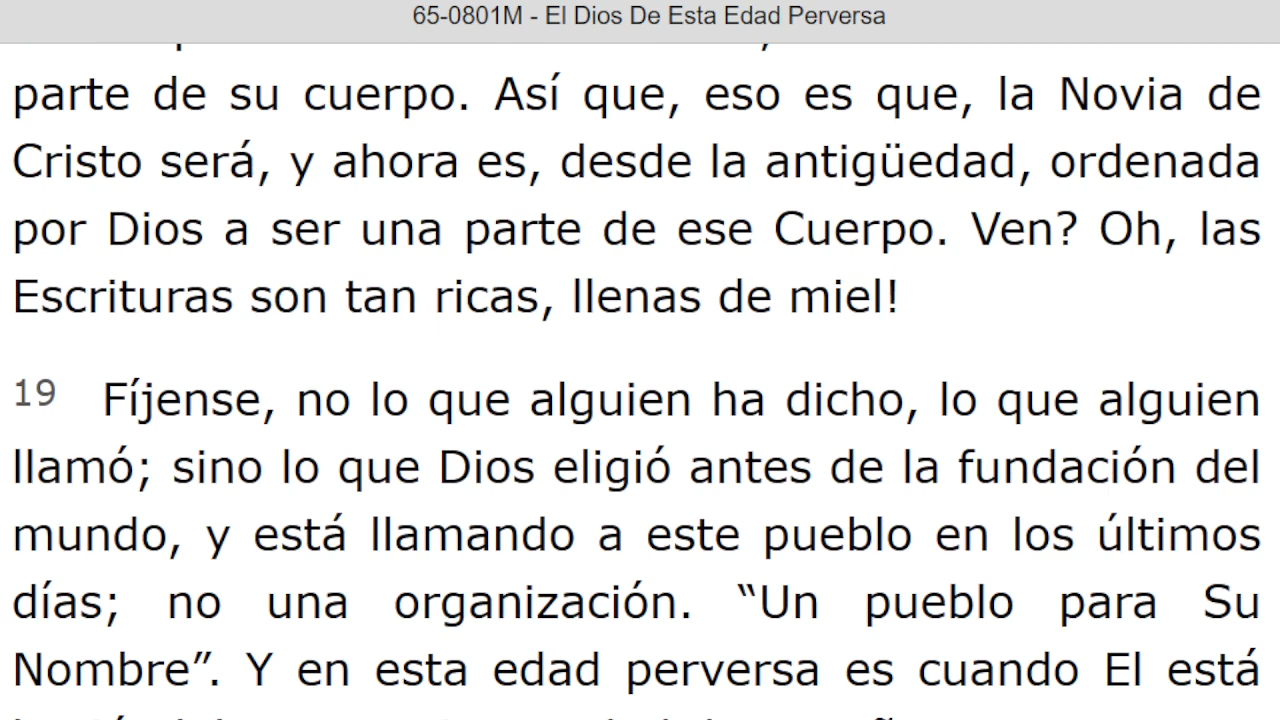 65-0801M - El Dios De Esta Edad Perversa
parte de su cuerpo. Así que, eso es que, la Novia de
Cristo será, y ahora es, desde la antigüedad, ordenada
por Dios a ser una parte de ese Cuerpo. Ven? Oh, las
Escrituras son tan ricas, llenas de miel!
19 Fíjense, no lo que alguien ha dicho, lo que alguien
llamó; sino lo que Dios eligió antes de la fundación del
mundo, y está llamando a este pueblo en los últimos
días; no una organización. “Un pueblo para Su
Nombre”. Y en esta edad perversa es cuando El está